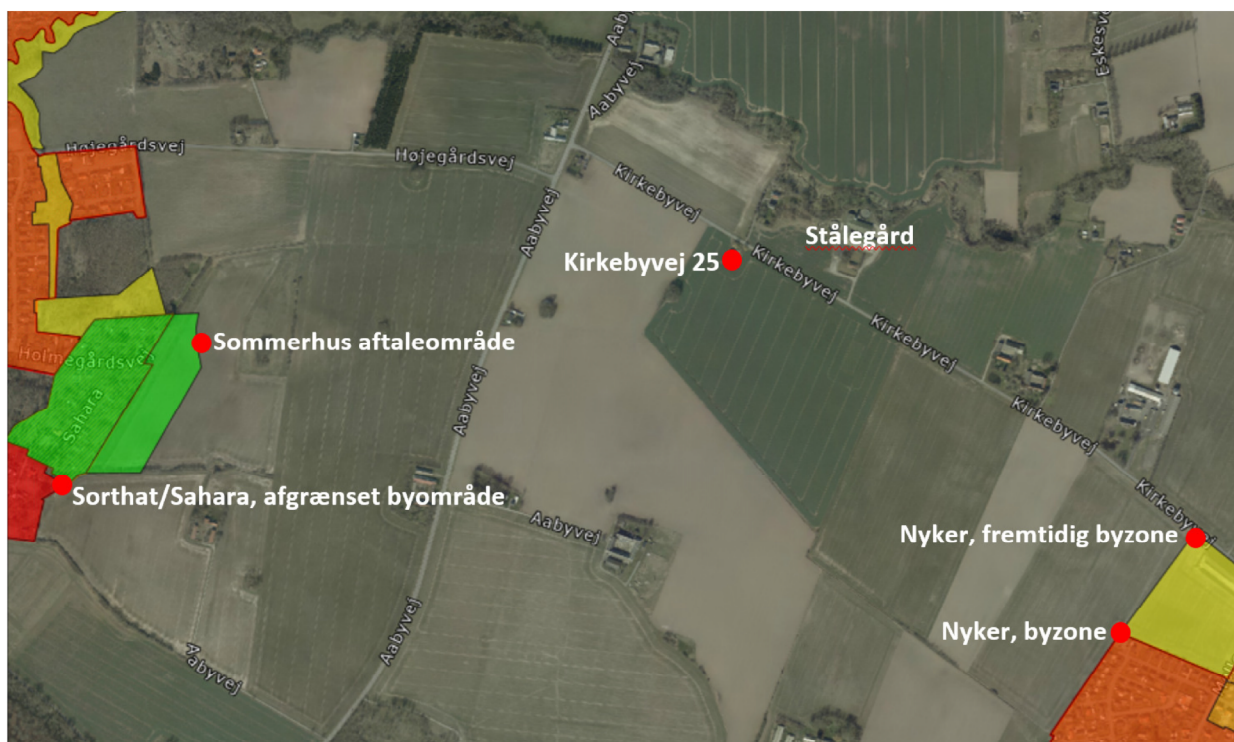 Eskesvej
Aabyvej
Højegårdsvej
Højegårdsvej
Kirkebyvej
Aabyvej
Stålegård
Kirkebyvej 25
Kirkebyvej
Kirkebyvej
Sommerhus aftaleområde
Holmegårdsvej
Aabyvej
Sahara
Kirkebyvej
Sorthat/Sahara, afgrænset byområde
Kirkebyvej
Aabyvej
Nyker, fremtidig byzone
Nyker, byzone
Aabyvej
Aabyvej